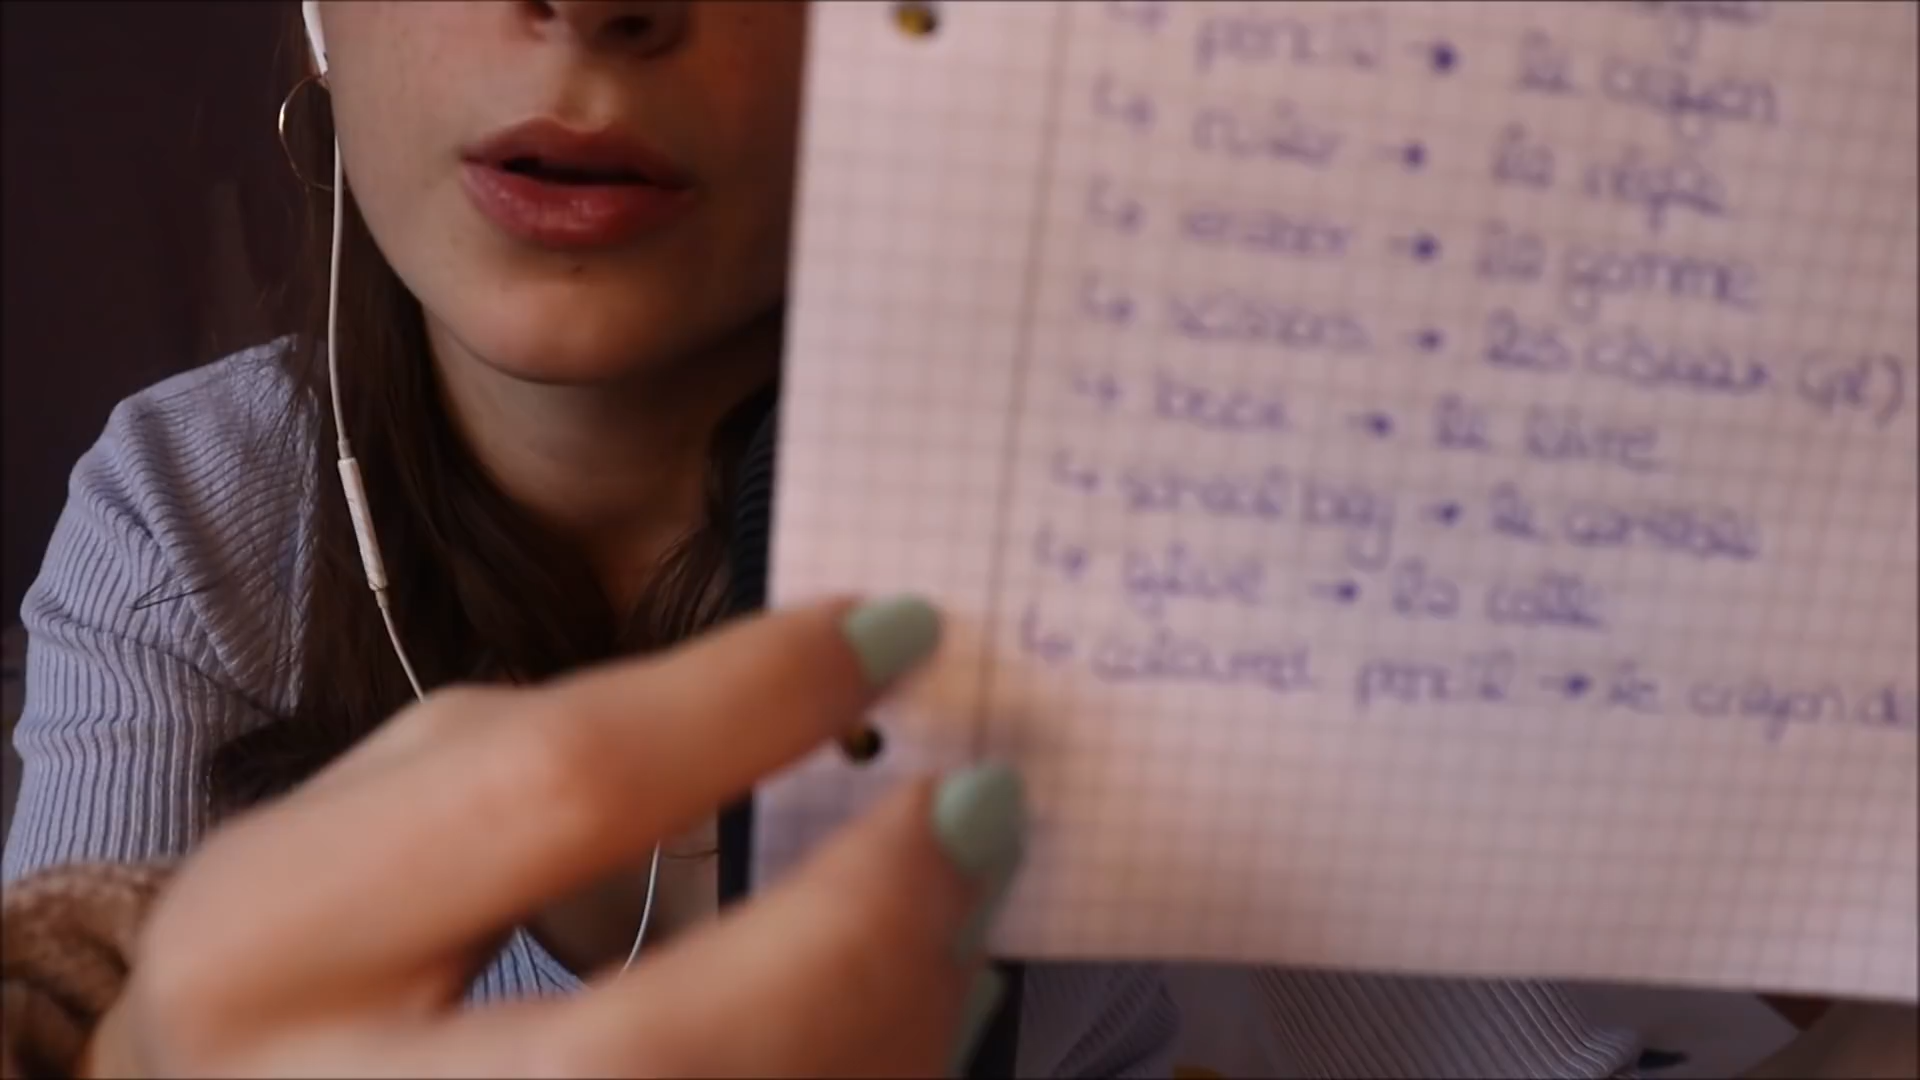 ↳ pencil → le crayon
↳ ruler → la règle
↳ eraser → la gomme
↳ scissors → les ciseaux (pl)
↳ book → le livre
↳ school bag → le cartable
↳ glue → la colle
↳ coloured pencil → le crayon de